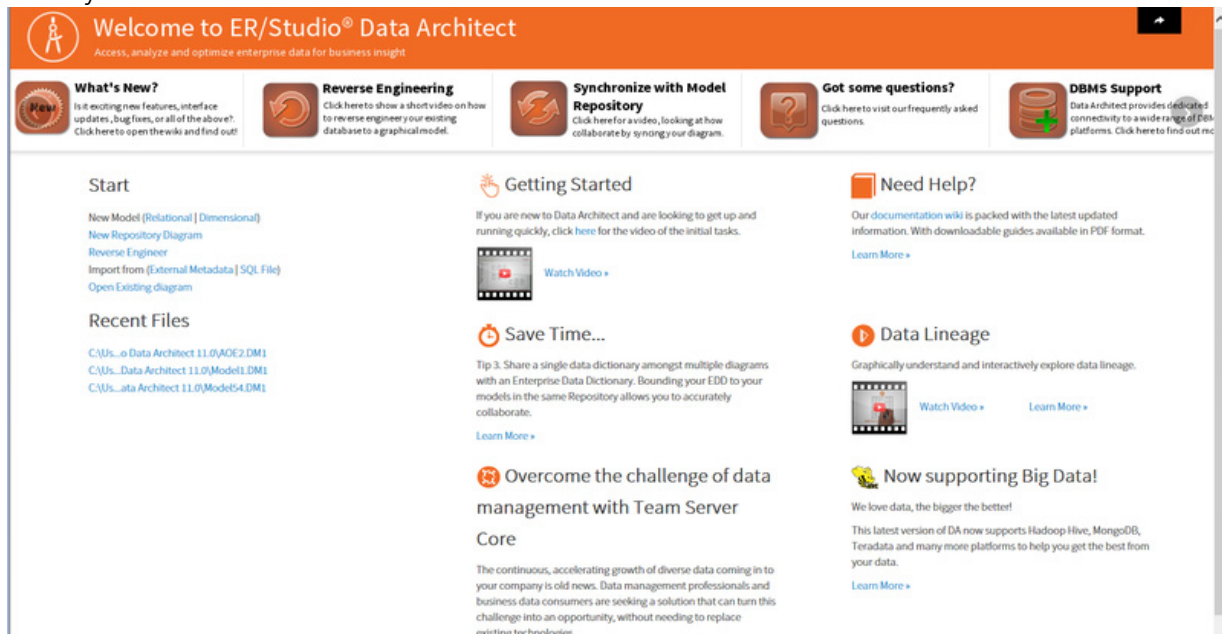 Welcome to ER/Studio® Data Architect
Access, analyze and optimize enterprise data for business insight
New
What's New?
Is it exciting new features, interface
updates, bug fixes, or all of the above?.
Click here to open the wiki and find out!
Reverse Engineering
Click here to show a short video on how
to reverse engineer your existing
database to a graphical model.
Synchronize with Model
Repository
Click here for a video, looking at how
collaborate by syncing your diagram.
Got some questions?
Click here to visit our frequently asked
questions.
DBMS Support
Data Architect provides dedicated
connectivity to a wide range of DBM
platforms. Click here to find out mo
Start
New Model (Relational | Dimensional)
New Repository Diagram
Reverse Engineer
Import from (External Metadata | SQL File)
Open Existing diagram
Recent Files
C:\Us...o Data Architect 11.0\AOE2.DM1
C:\Us...Data Architect 11.0\Model1.DM1
C:\Us...ata Architect 11.0\Model54.DM1
Getting Started
If you are new to Data Architect and are looking to get up and
running quickly, click here for the video of the initial tasks.
Watch Video »
Save Time...
Tip 3. Share a single data dictionary amongst multiple diagrams
with an Enterprise Data Dictionary. Bounding your EDD to your
models in the same Repository allows you to accurately
collaborate.
Learn More »
Overcome the challenge of data
management with Team Server
Core
The continuous, accelerating growth of diverse data coming in to
your company is old news. Data management professionals and
business data consumers are seeking a solution that can turn this
challenge into an opportunity, without needing to replace
existing technologies
Need Help?
Our documentation wiki is packed with the latest updated
information. With downloadable guides available in PDF format.
Learn More »
Data Lineage
Graphically understand and interactively explore data lineage.
Watch Video »
Learn More »
Now supporting Big Data!
We love data, the bigger the better!
This latest version of DA now supports Hadoop Hive, MongoDB,
Teradata and many more platforms to help you get the best from
your data.
Learn More »